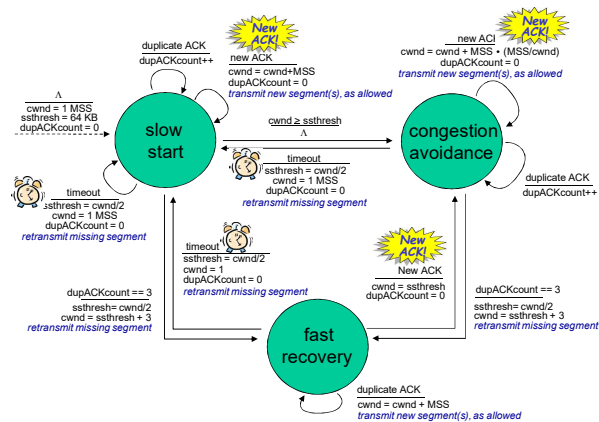 New
ACK!
duplicate ACK
dupACKcount++
new ACK
cwnd = cwnd+MSS
dupACKcount = 0
transmit new segment(s), as allowed
New
ACK!
new ACI
cwnd = cwnd + MSS • (MSS/cwnd)
dupACKcount = 0
transmit new segment(s), as allowed
Λ
cwnd = 1 MSS
ssthresh = 64 KB
dupACKcount = 0
slow
start
cwnd ≥ ssthresh
Λ
congestion
avoidance
timeout
ssthresh = cwnd/2
cwnd = 1 MSS
dupACKcount = 0
retransmit missing segment
timeout
ssthresh = cwnd/2
cwnd = 1 MSS
dupACKcount = 0
retransmit missing segment
duplicate ACK
dupACKcount++
timeout
ssthresh = cwnd/2
cwnd = 1
dupACKcount = 0
retransmit missing segment
New
ACK!
New ACK
cwnd = ssthresh
dupACKcount = 0
dupACKcount == 3
ssthresh= cwnd/2
cwnd = ssthresh + 3
retransmit missing segment
dupACKcount == 3
ssthresh= cwnd/2
cwnd = ssthresh + 3
retransmit missing segment
fast
recovery
duplicate ACK
cwnd = cwnd + MSS
transmit new segment(s), as allowed